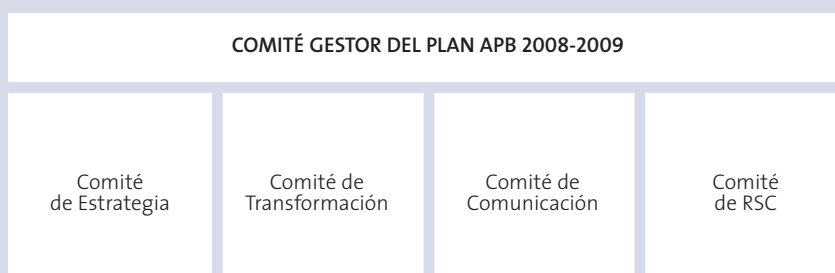 COMITÉ GESTOR DEL PLAN APB 2008-2009
Comité
de Estrategia
Comité de
Transformación
Comité de
Comunicación
Comité
de RSC